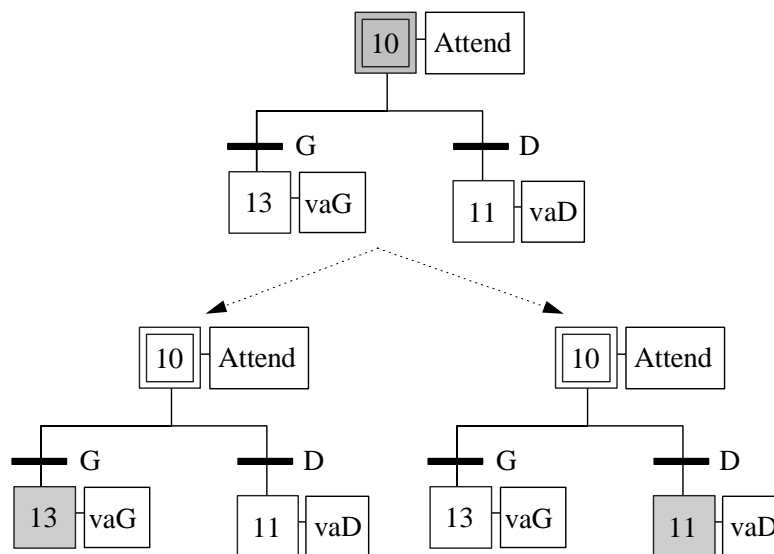 10 Attend
G D
13 vaG 11 vaD
10 Attend 10 Attend
G D G D
13 vaG 11 vaD 13 vaG 11 vaD